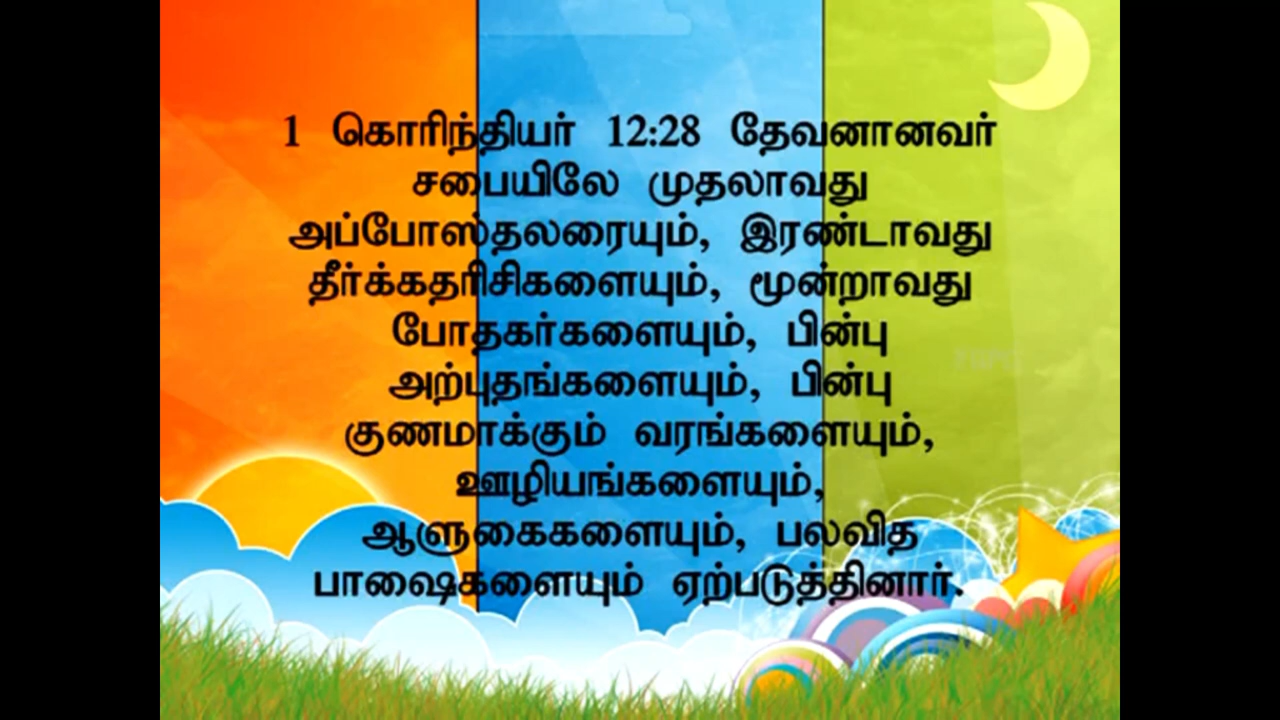 1 கொரிந்தியர் 12:28 தேவனானவர்
சபையிலே முதலாவது
அப்போஸ்தலரையும், இரண்டாவது
தீர்க்கதரிசிகளையும், மூன்றாவது
போதகர்களையும், பின்பு
அற்புதங்களையும், பின்பு
குணமாக்கும் வரங்களையும்,
ஊழியங்களையும்,
ஆளுகைகளையும், பலவித
பாஷைகளையும் ஏற்படுத்தினார்.